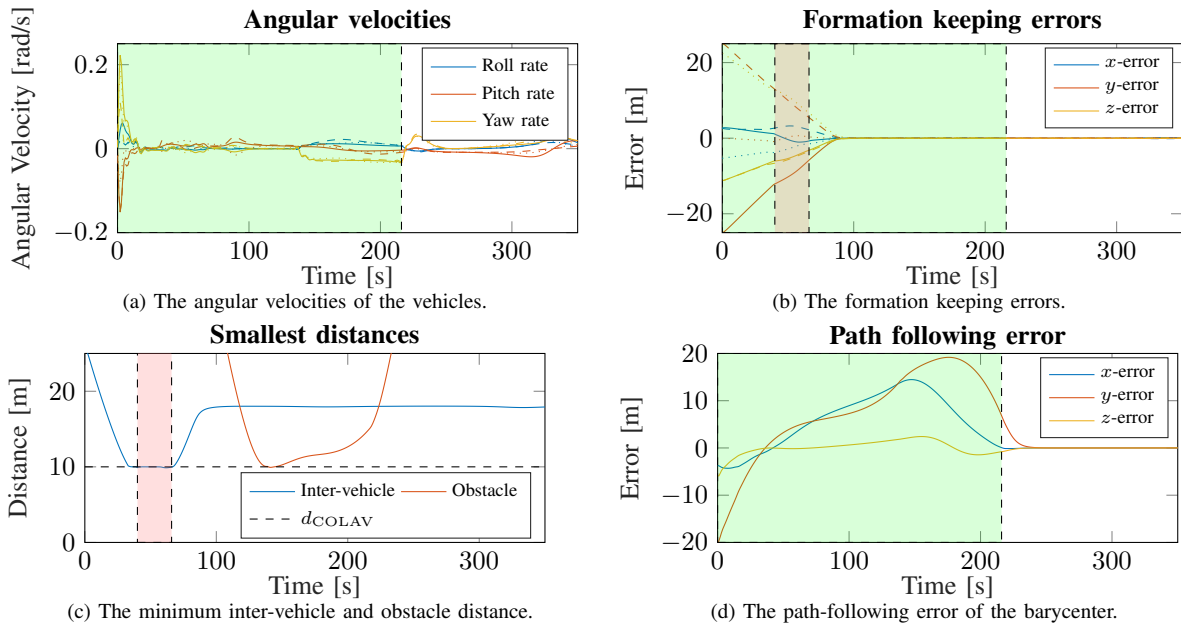 Angular velocities
Angular Velocity [rad/s]
0.2
0
−0.2
0
100
200
300
Time [s]
Roll rate
Pitch rate
Yaw rate
(a) The angular velocities of the vehicles.
Formation keeping errors
Error [m]
20
0
−20
0
100
200
300
Time [s]
x-error
y-error
z-error
(b) The formation keeping errors.
Smallest distances
Distance [m]
20
10
0
0
100
200
300
Time [s]
Inter-vehicle
Obstacle
dCOLAV
(c) The minimum inter-vehicle and obstacle distance.
Path following error
Error [m]
20
10
0
−10
−20
0
100
200
300
Time [s]
x-error
y-error
z-error
(d) The path-following error of the barycenter.